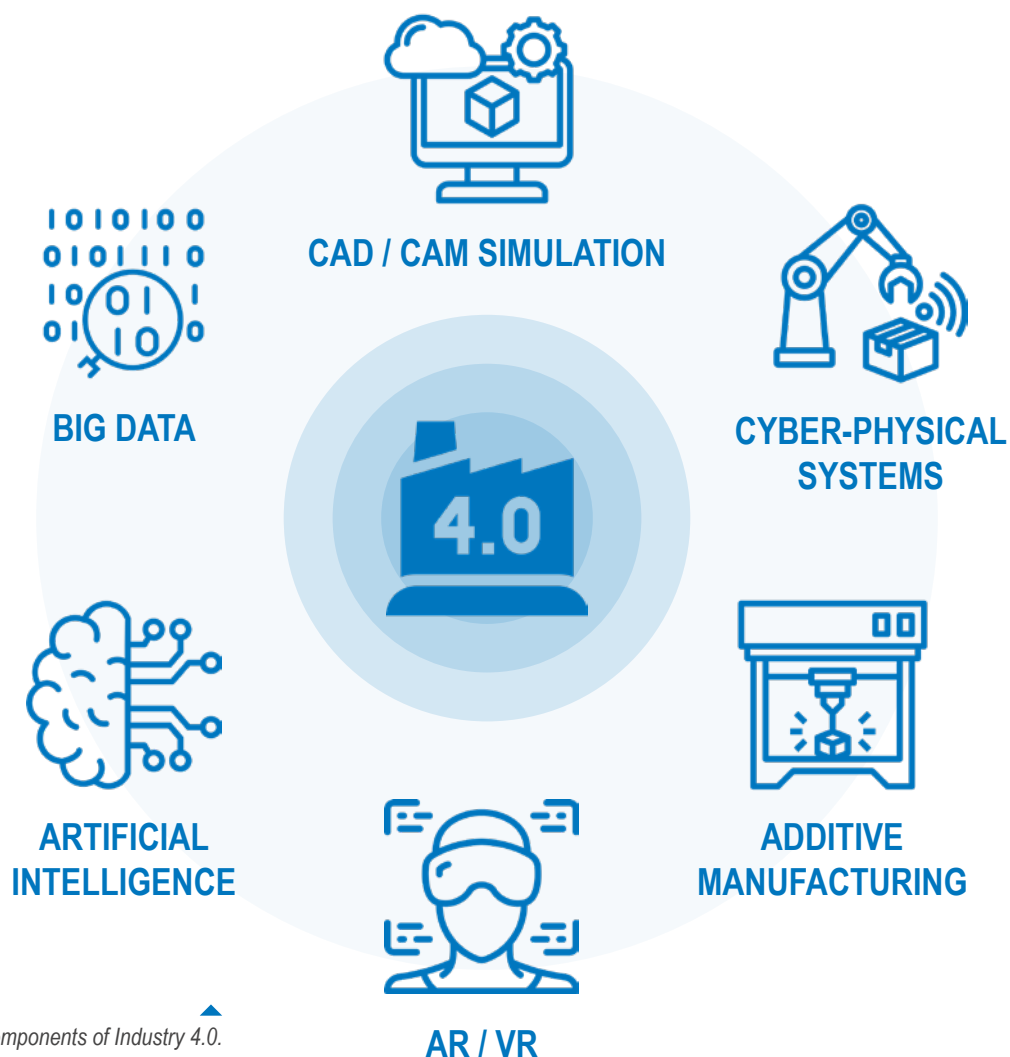 CAD / CAM SIMULATION
1010100
0101110
10 01 1
01 10 0
BIG DATA
CYBER-PHYSICAL
SYSTEMS
4.0
ARTIFICIAL
INTELLIGENCE
ADDITIVE
MANUFACTURING
AR / VR
of Industry 4.0.